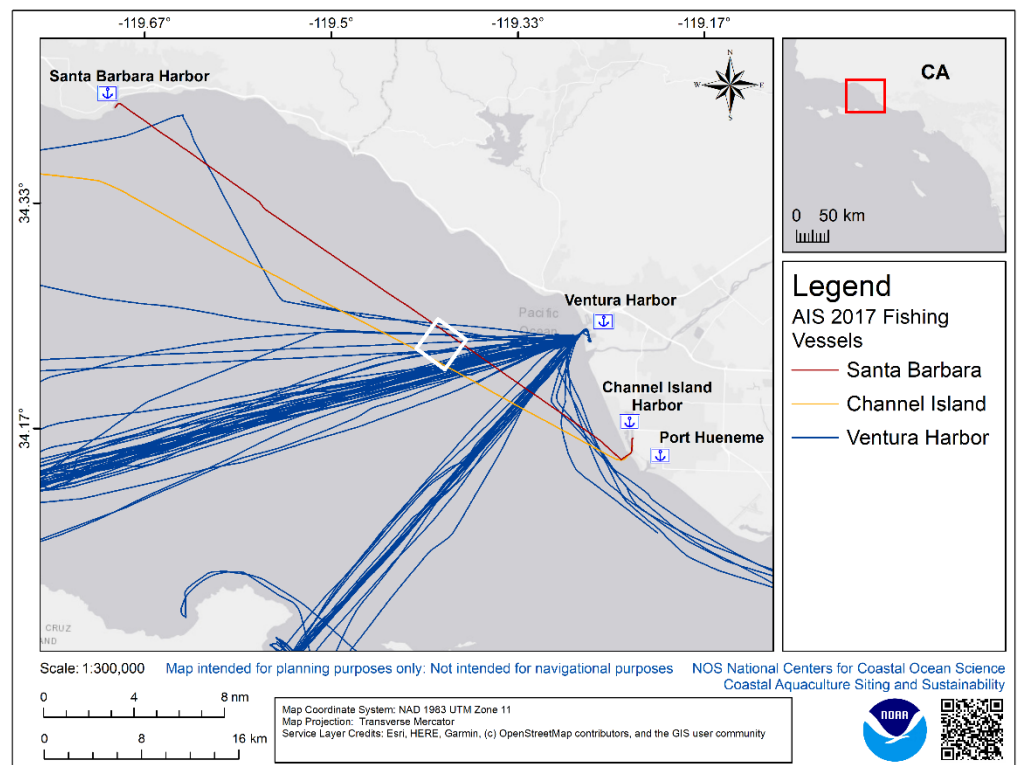 -119.67°
-119.5°
-119.33°
-119.17°
34.33°
34.17°
Santa Barbara Harbor
N
W
E
S
Pacific
Ocean
Ventura Harbor
Channel Island
Harbor
Port Hueneme
CRUZ
AND
CA
0 50 km
Legend
AIS 2017 Fishing
Vessels
Santa Barbara
Channel Island
Ventura Harbor
Scale: 1:300,000
Map intended for planning purposes only: Not intended for navigational purposes
NOS National Centers for Coastal Ocean Science
Coastal Aquaculture Siting and Sustainability
0 4 8 nm
0 8 16 km
Map Coordinate System: NAD 1983 UTM Zone 11
Map Projection: Transverse Mercator
Service Layer Credits: Esri, HERE, Garmin, (c) OpenStreetMap contributors, and the GIS user community
NOAA